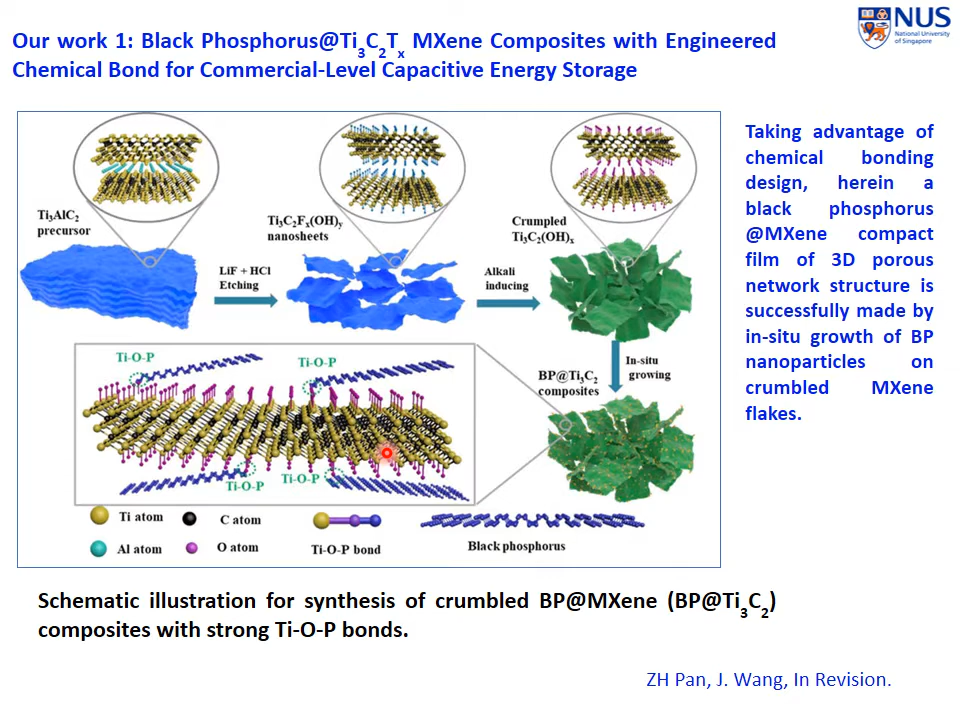 NUS
National University
of Singapore
Our work 1: Black Phosphorus@Ti3C2Tx MXene Composites with Engineered
Chemical Bond for Commercial-Level Capacitive Energy Storage
Ti3AlC2
precursor
Ti3C2Fx(OH)y
nanosheets
Crumpled
Ti3C2(OH)x
LiF + HCl
Etching
Alkali
inducing
In-situ
growing
BP@Ti3C2
composites
Ti-O-P
Ti-O-P
Ti-O-P
Ti-O-P
Ti atom
C atom
Al atom
O atom
Ti-O-P bond
Black phosphorus
Taking advantage of
chemical bonding
design, herein a
black phosphorus
@MXene compact
film of 3D porous
network structure is
successfully made by
in-situ growth of BP
nanoparticles on
crumbled MXene
flakes.
Schematic illustration for synthesis of crumbled BP@MXene (BP@Ti3C2)
composites with strong Ti-O-P bonds.
ZH Pan, J. Wang, In Revision.